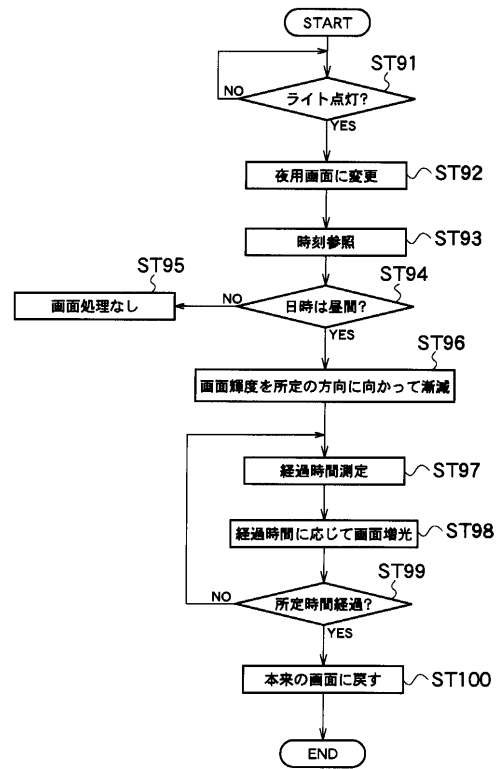 START
ST91
ライト点灯?
NO
YES
夜用画面に変更
ST92
時刻参照
ST93
ST95
ST94
画面処理なし
NO
日時は昼間?
YES
ST96
画面輝度を所定の方向に向かって漸減
経過時間測定
ST97
経過時間に応じて画面増光
ST98
ST99
NO
所定時間経過?
YES
本来の画面に戻す
ST100
END